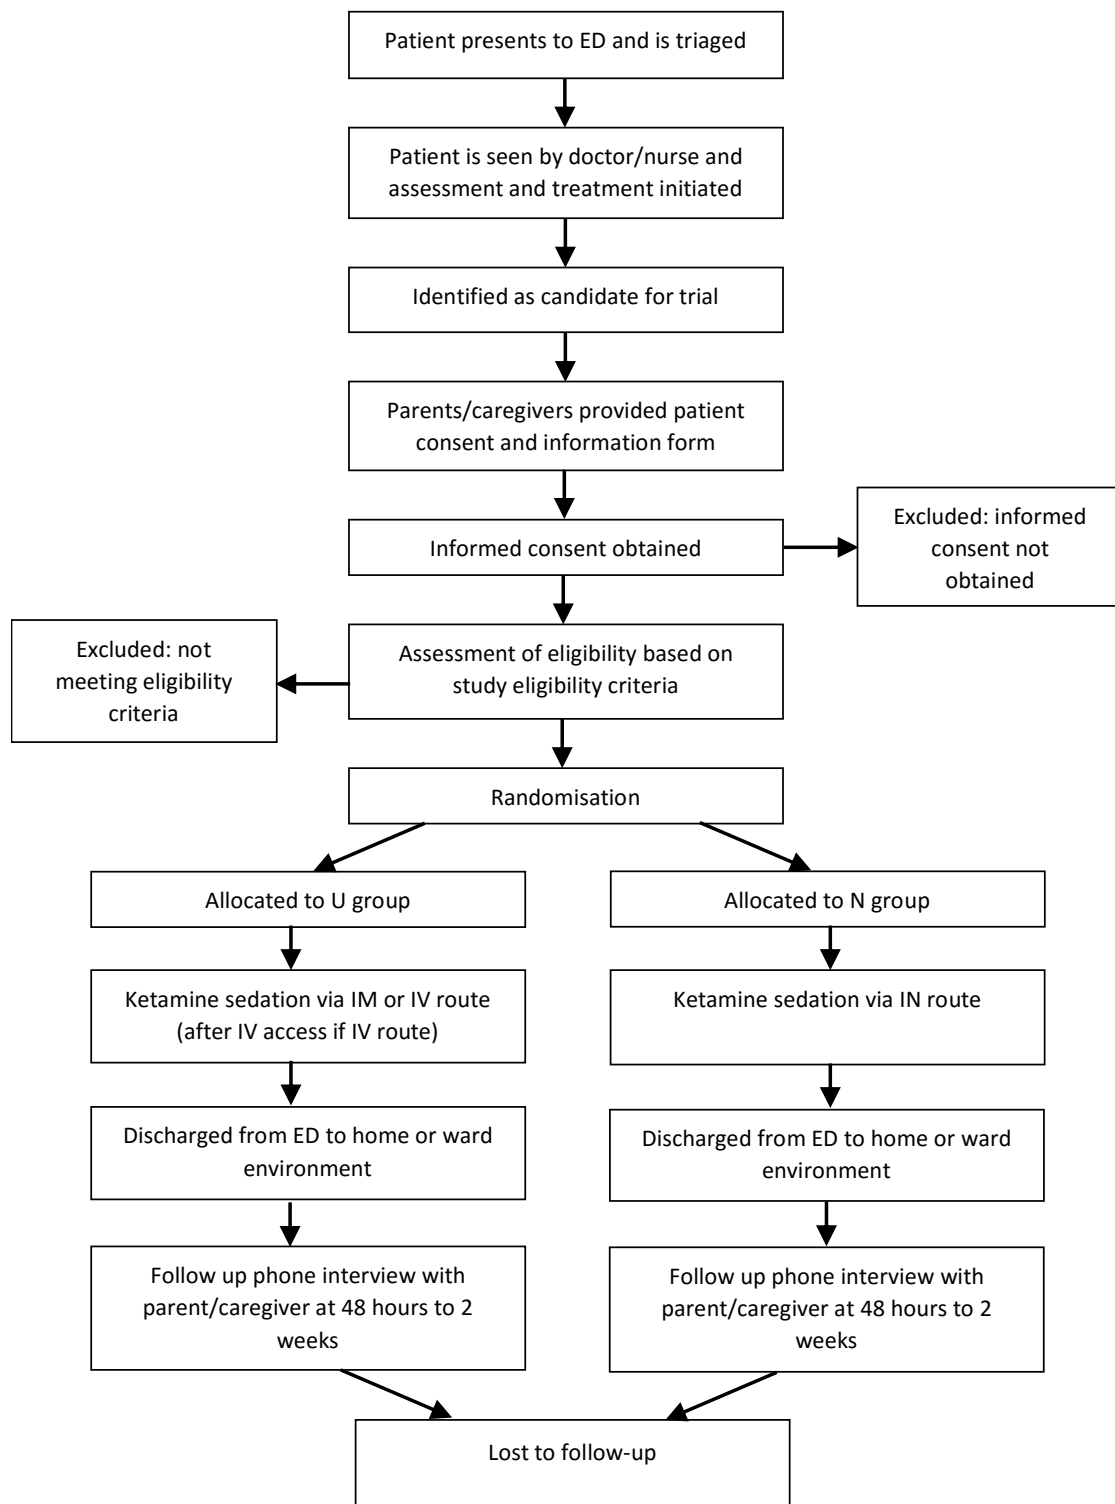 Patient presents to ED and is triaged
Patient is seen by doctor/nurse and
assessment and treatment initiated
Identified as candidate for trial
Parents/caregivers provided patient
consent and information form
Informed consent obtained
Excluded: informed
consent not
obtained
Excluded: not
meeting eligibility
criteria
Assessment of eligibility based on
study eligibility criteria
Randomisation
Allocated to U group
Allocated to N group
Ketamine sedation via IM or IV route
(after IV access if IV route)
Ketamine sedation via IN route
Discharged from ED to home or ward
environment
Discharged from ED to home or ward
environment
Follow up phone interview with
parent/caregiver at 48 hours to 2
weeks
Follow up phone interview with
parent/caregiver at 48 hours to 2
weeks
Lost to follow-up